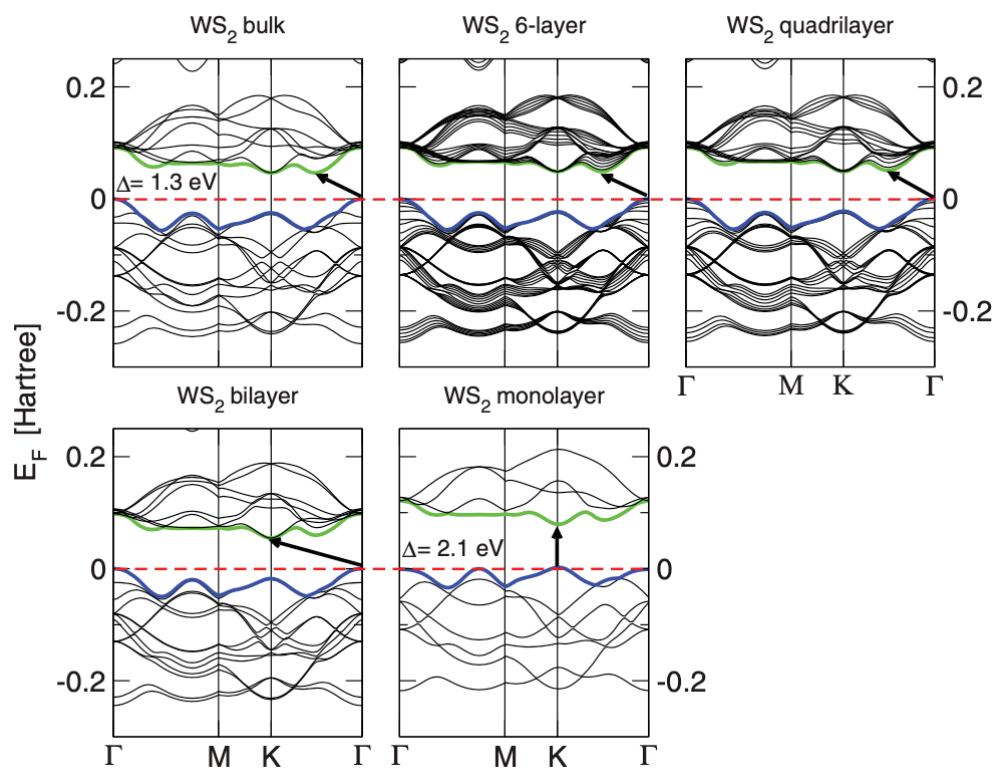 WS2 bulk
WS2 6-layer
WS2 quadrilayer
0.2
0
-0.2
Δ= 1.3 eV
0.2
0
-0.2
Γ M K Γ
EF [Hartree]
WS2 bilayer
WS2 monolayer
0.2
0
-0.2
Δ= 2.1 eV
0.2
0
-0.2
Γ M K Γ
Γ M K Γ